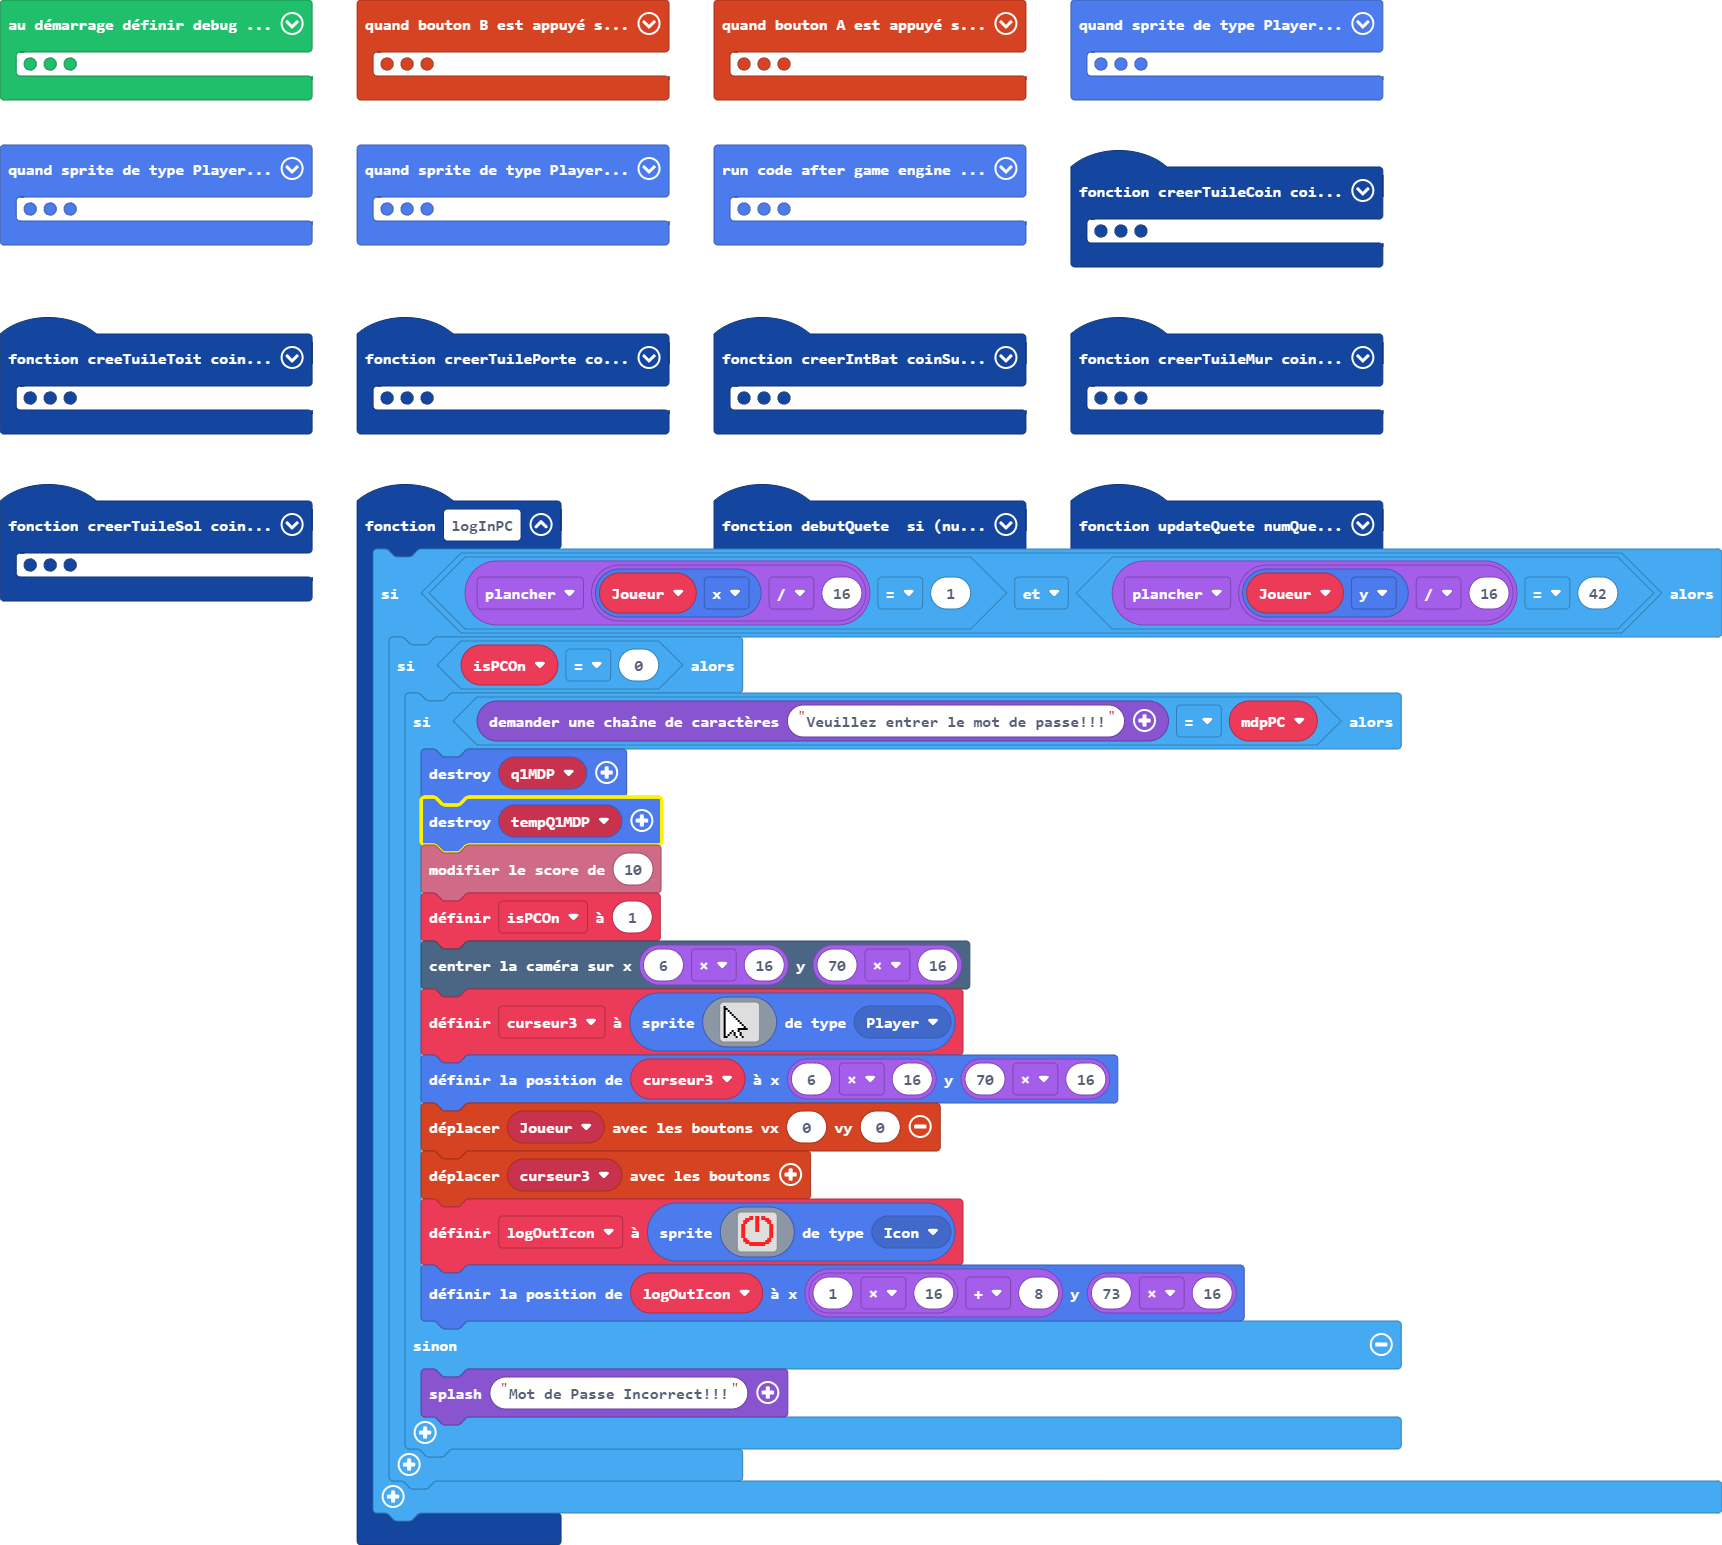 au démarrage définir debug ...
quand bouton B est appuyé s...
quand bouton A est appuyé s...
quand sprite de type Player...
quand sprite de type Player...
quand sprite de type Player...
run code after game engine ...
fonction creerTuileCoin coi...
fonction creeTuileToit coin...
fonction creerTuilePorte co...
fonction creerIntBat coinSu...
fonction creerTuileMur coin...
fonction creerTuileSol coin...
fonction logInPC
fonction debutQuete  si (nu...
fonction updateQuete numQue...
si plancher Joueur x / 16 = 1 et plancher Joueur y / 16 = 42 alors
si isPCOn = 0 alors
si demander une chaîne de caractères "Veuillez entrer le mot de passe!!!" = mdpPC alors
destroy q1MDP
destroy tempQ1MDP
modifier le score de 10
définir isPCOn à 1
centrer la caméra sur x 6 × 16 y 70 × 16
définir curseur3 à sprite de type Player
définir la position de curseur3 à x 6 × 16 y 70 × 16
déplacer Joueur avec les boutons vx 0 vy 0
déplacer curseur3 avec les boutons
définir logOutIcon à sprite de type Icon
définir la position de logOutIcon à x 1 × 16 + 8 y 73 × 16
sinon
splash "Mot de Passe Incorrect!!!"